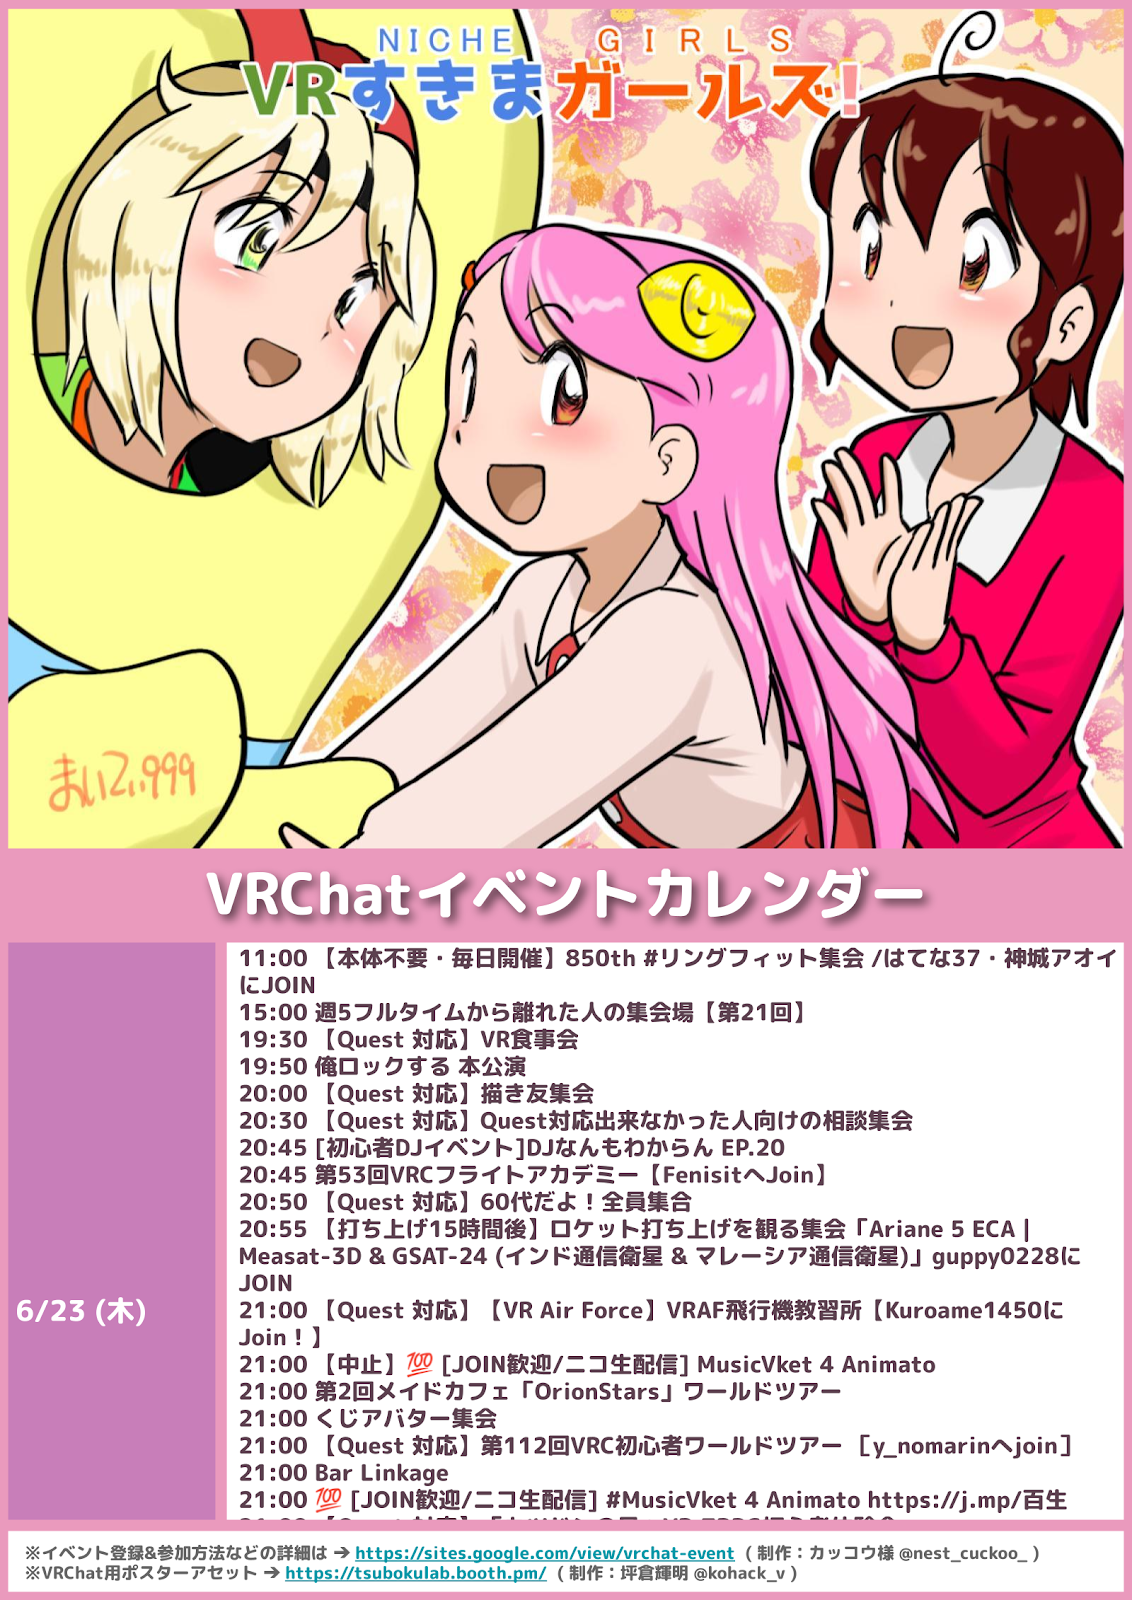 NICHE GIRLS
VRすきまガールズ!
まいてぃ999
VRChatイベントカレンダー
6/23 (木)
11:00 【本体不要・毎日開催】850th #リングフィット集会 /はてな37・神城アオイ
にJOIN
15:00 週5フルタイムから離れた人の集会場【第21回】
19:30 【Quest 対応】VR食事会
19:50 俺ロックする 本公演
20:00 【Quest 対応】描き友集会
20:30 【Quest 対応】Quest対応出来なかった人向けの相談集会
20:45 [初心者DJイベント]DJなんもわからん EP.20
20:45 第53回VRCフライトアカデミー【FenisitへJoin】
20:50 【Quest 対応】60代だよ！全員集合
20:55 【打ち上げ15時間後】ロケット打ち上げを観る集会「Ariane 5 ECA |
Measat-3D & GSAT-24 (インド通信衛星 & マレーシア通信衛星)」guppy0228に
JOIN
21:00 【Quest 対応】【VR Air Force】VRAF飛行機教習所【Kuroame1450に
Join！】
21:00 【中止】💯 [JOIN歓迎/ニコ生配信] MusicVket 4 Animato
21:00 第2回メイドカフェ「OrionStars」ワールドツアー
21:00 くじアバター集会
21:00 【Quest 対応】第112回VRC初心者ワールドツアー ［y_nomarinへjoin］
21:00 Bar Linkage
21:00 💯 [JOIN歓迎/ニコ生配信] #MusicVket 4 Animato https://j.mp/百生
※イベント登録&参加方法などの詳細は → https://sites.google.com/view/vrchat-event ( 制作：カッコウ様 @nest_cuckoo_ )
※VRChat用ポスターアセット → https://tsubokulab.booth.pm/ ( 制作：坪倉輝明 @kohack_v )